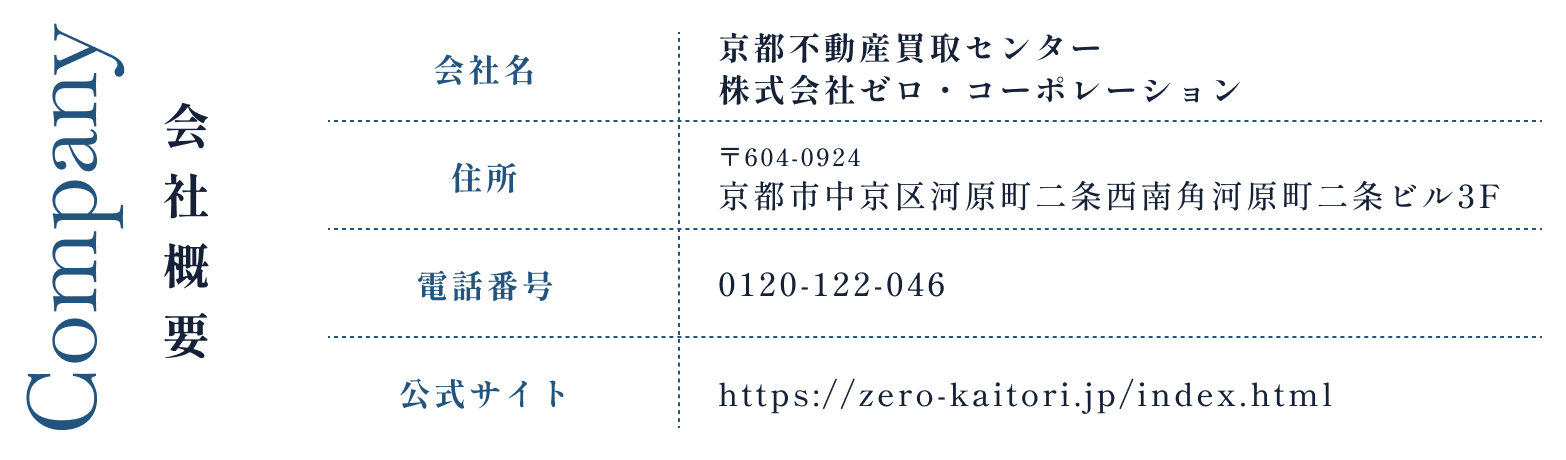 Company
会社概要
会社名
京都不動産買取センター
株式会社ゼロ・コーポレーション
住所
〒604-0924
京都市中京区河原町二条西南角河原町二条ビル3F
電話番号
0120-122-046
公式サイト
https://zero-kaitori.jp/index.html